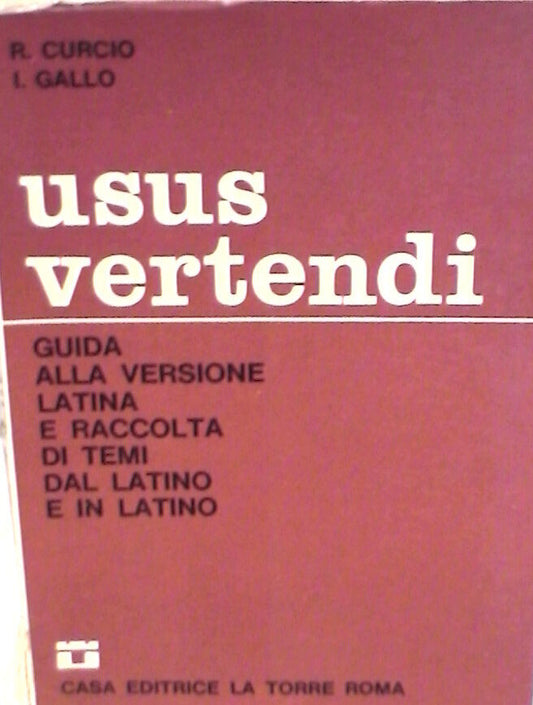 R. CURCIO
I. GALLO
usus
vertendi
GUIDA
ALLA VERSIONE
LATINA
E RACCOLTA
DI TEMI
DAL LATINO
E IN LATINO
CASA EDITRICE LA TORRE ROMA